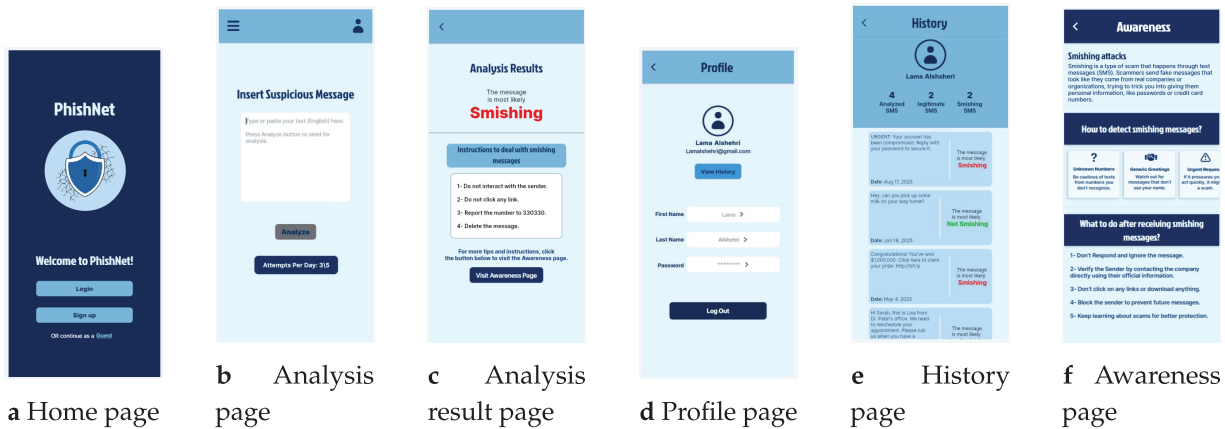 PhishNet
Welcome to PhishNet!
Login
Sign up
OR continue as a Guest
a Home page
Insert Suspicious Message
Type or paste your text (English) here.
Press Analyze button to send for
analysis.
Analyze
Attempts Per Day: 3\5
b Analysis
page
Analysis Results
The message
is most likely
Smishing
Instructions to deal with smishing
messages
1- Do not interact with the sender.
2- Do not click any link.
3- Report the number to 330330.
4- Delete the message.
For more tips and instructions, click
the button below to visit the Awareness page.
Visit Awareness Page
c Analysis
result page
Profile
Lama Alshehri
Lamalshehri@gmail.com
View History
First Name Lama >
Last Name Alshehri >
Password ******** >
Log Out
d Profile page
History
Lama Alshsheri
4 2 2
Analyzed legitimate Smishing
SMS SMS SMS
URGENT: Your account has
been compromised. Reply with
your password to secure it.
The message
is most likely
Smishing
Date: Aug 17, 2025
Hey, can you pick up some
milk on your way home?
The message
is most likely
Not Smishing
Date: Jun 18, 2025
Congratulations! You've won
$1,000,000. Click here to claim
your prize: http://bit.ly
The message
is most likely
Smishing
Date: May 4, 2025
Hi Sarah, this is Lisa from
Dr. Patel's office. We need
to reschedule your
appointment. Please call
us when you have a
The message
is most likely
e History
page
Awareness
Smishing attacks
Smishing is a type of scam that happens through text
messages (SMS). Scammers send fake messages that
look like they come from real companies or
organizations, trying to trick you into giving them
personal information, like passwords or credit card
numbers.
How to detect smishing messages?
?
Unknown Numbers
Be cautious of texts
from numbers you
don't recognize.
Generic Greetings
Watch out for
messages that don't
use your name.
Urgent Reques
If it pressures yo
act quickly, it mig
a scam.
What to do after receiving smishing
messages?
1- Don't Respond and Ignore the message.
2- Verify the Sender by contacting the company
directly using their official information.
3- Don't click on any links or download anything.
4- Block the sender to prevent future messages.
5- Keep learning about scams for better protection.
f Awareness
page